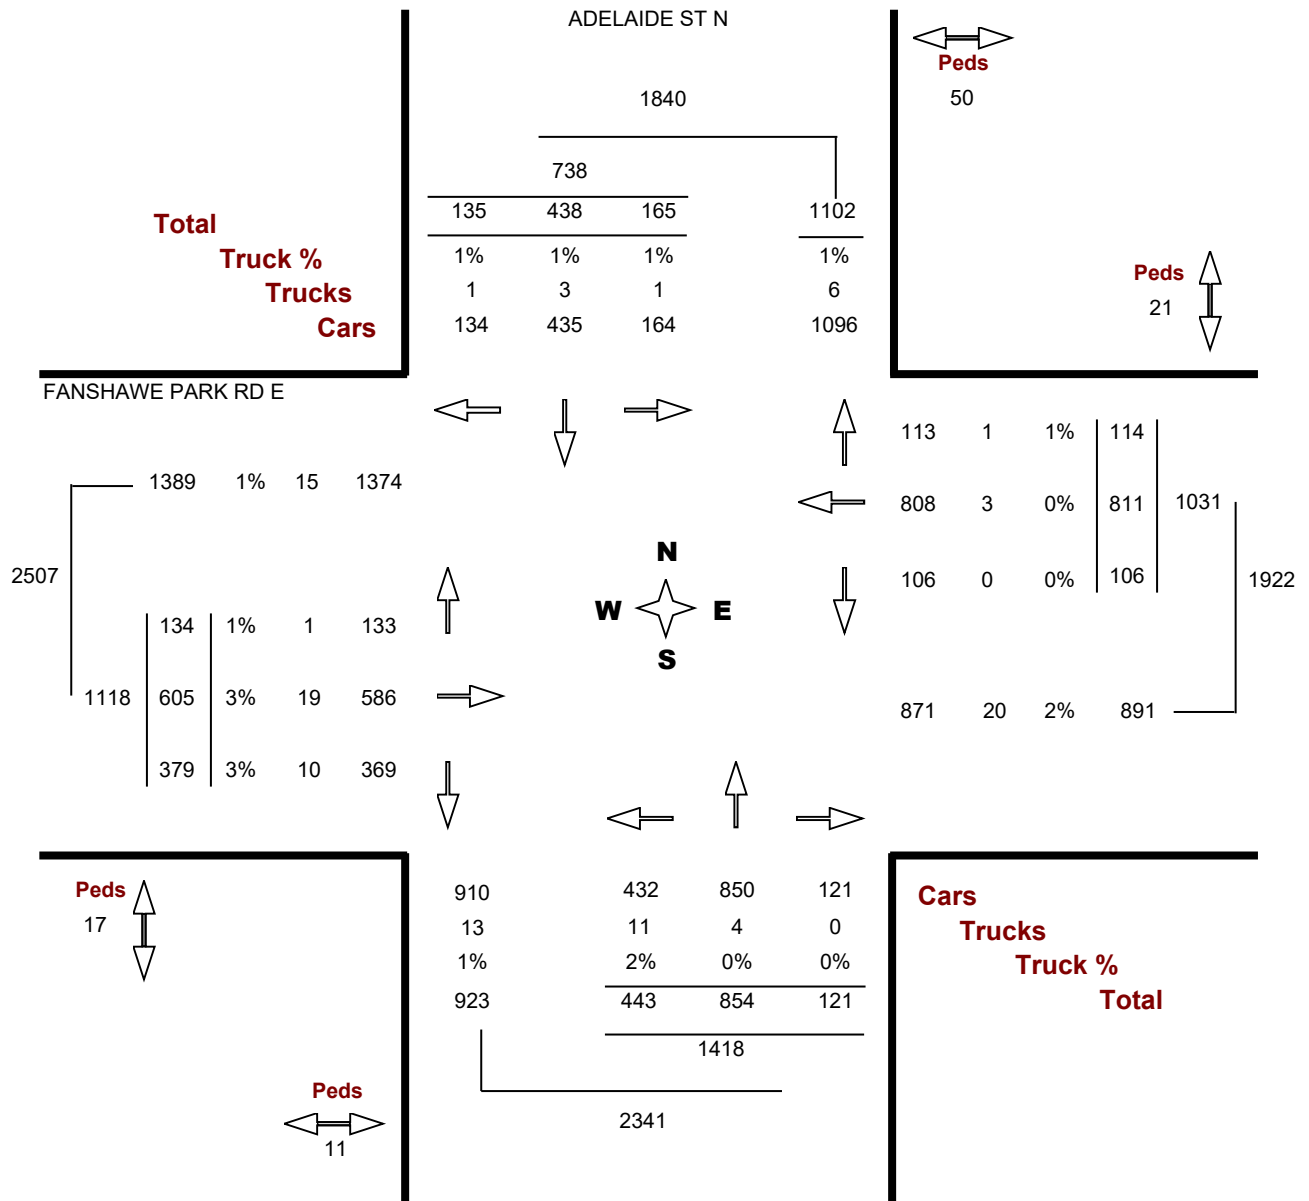 ADELAIDE ST N
Peds
50
1840
738
Total 135 438 165 1102
Truck % 1% 1% 1% 1%
Trucks 1 3 1 6
Cars 134 435 164 1096
Peds
21
FANSHAWE PARK RD E
113 1 1% 114
1389 1% 15 1374
808 3 0% 811 1031
N
2507
106 0 0% 106 1922
W E
S
134 1% 1 133
1118 605 3% 19 586
871 20 2% 891
379 3% 10 369
Peds
17
910 432 850 121 Cars
13 11 4 0 Trucks
1% 2% 0% 0% Truck %
923 443 854 121 Total
1418
Peds
11
2341